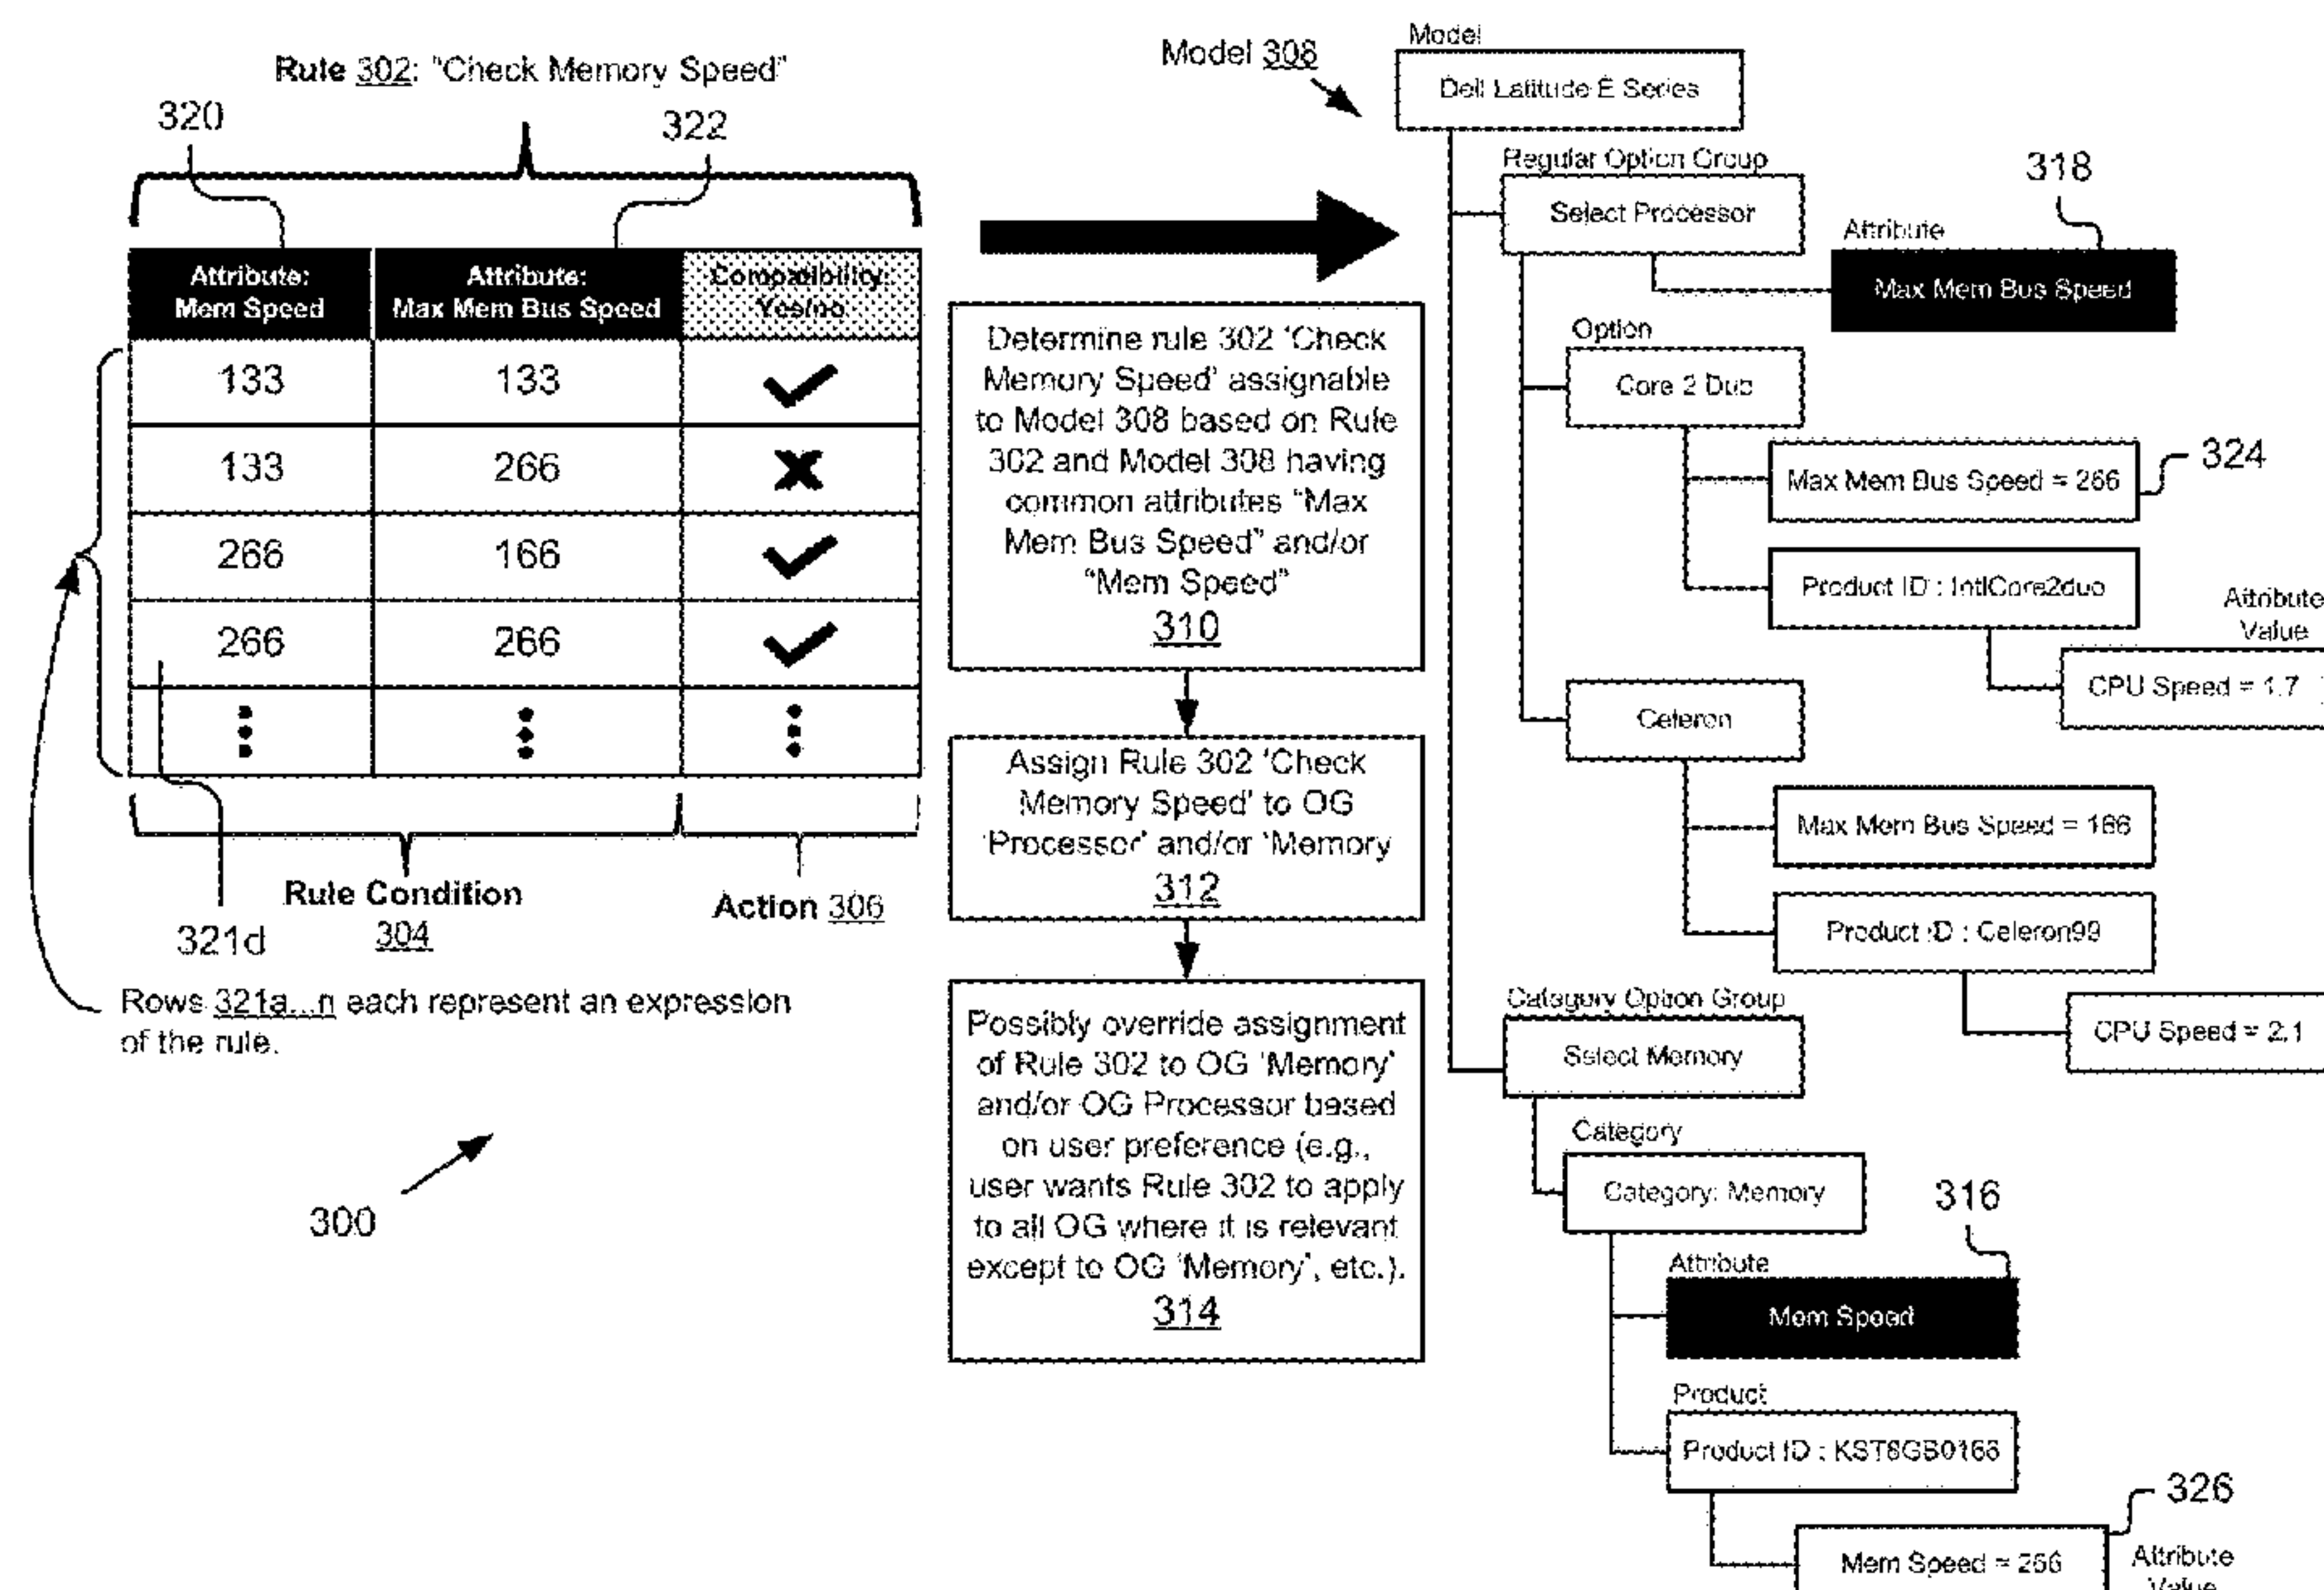 Rule 302: "Check Memory Speed"
320
322
Attribute:
Mem Speed
Attribute:
Max Mem Bus Speed
Compatibility:
Yes/no
133
133
133
266
266
166
266
266
321d
Rule Condition
304
Action 306
Rows 321a...n each represent an expression
of the rule.
300
Determine rule 302 'Check
Memory Speed' assignable
to Model 308 based on Rule
302 and Model 308 having
common attributes "Max
Mem Bus Speed" and/or
"Mem Speed"
310
Assign Rule 302 'Check
Memory Speed' to OG
'Processor' and/or 'Memory
312
Possibly override assignment
of Rule 302 to OG 'Memory'
and/or OG Processor based
on user preference (e.g.,
user wants Rule 302 to apply
to all OG where it is relevant
except to OG 'Memory', etc.).
314
Model 308
Model
Dell Latitude E Series
Regular Option Group
Select Processor
318
Attribute
Max Mem Bus Speed
Option
Core 2 Duo
Max Mem Bus Speed = 266
324
Product ID : IntlCore2duo
Attribute
Value
CPU Speed = 1.7
Celeron
Max Mem Bus Speed = 166
Product ID : Celeron99
CPU Speed = 2.1
Category Option Group
Select Memory
Category
Category: Memory
316
Attribute
Mem Speed
Product
Product ID :
326
Mem Speed = 266
Attribute
Value